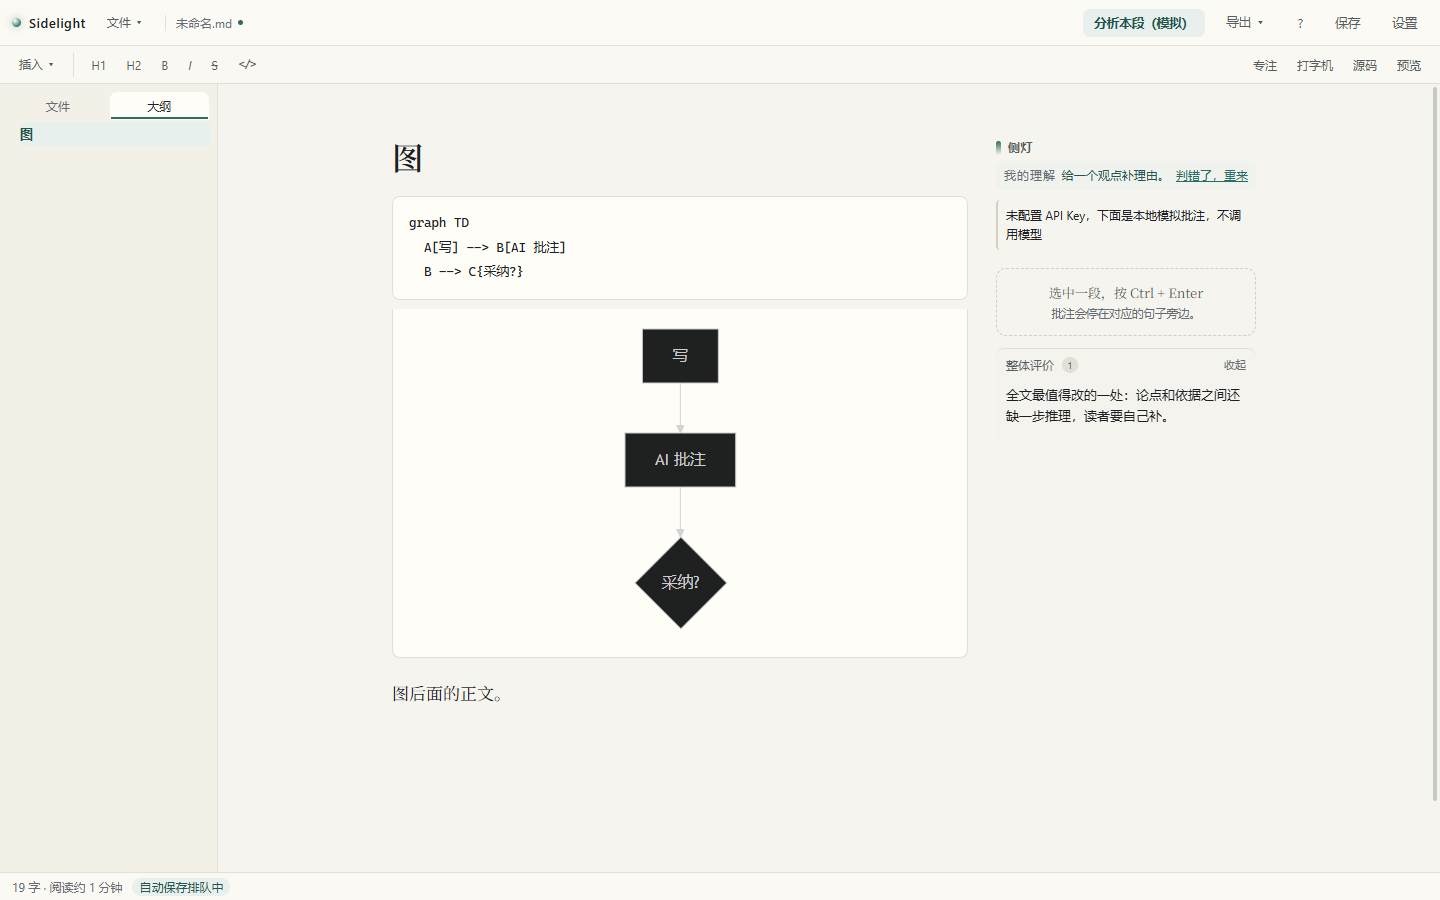 Sidelight 文件 未命名.md 分析本段（模拟） 导出 ? 保存 设置
插入 H1 H2 B I S </> 专注 打字机 源码 预览
文件 大纲
图
图
graph TD
A[写] --> B[AI 批注]
B --> C{采纳?}
写
AI 批注
采纳?
图后面的正文。
侧灯
我的理解 给一个观点补理由。 判错了，重来
未配置 API Key，下面是本地模拟批注，不调
用模型
选中一段，按 Ctrl + Enter
批注会停在对应的句子旁边。
整体评价 1 收起
全文最值得改的一处：论点和依据之间还
缺一步推理，读者要自己补。
19 字 · 阅读约 1 分钟 自动保存排队中